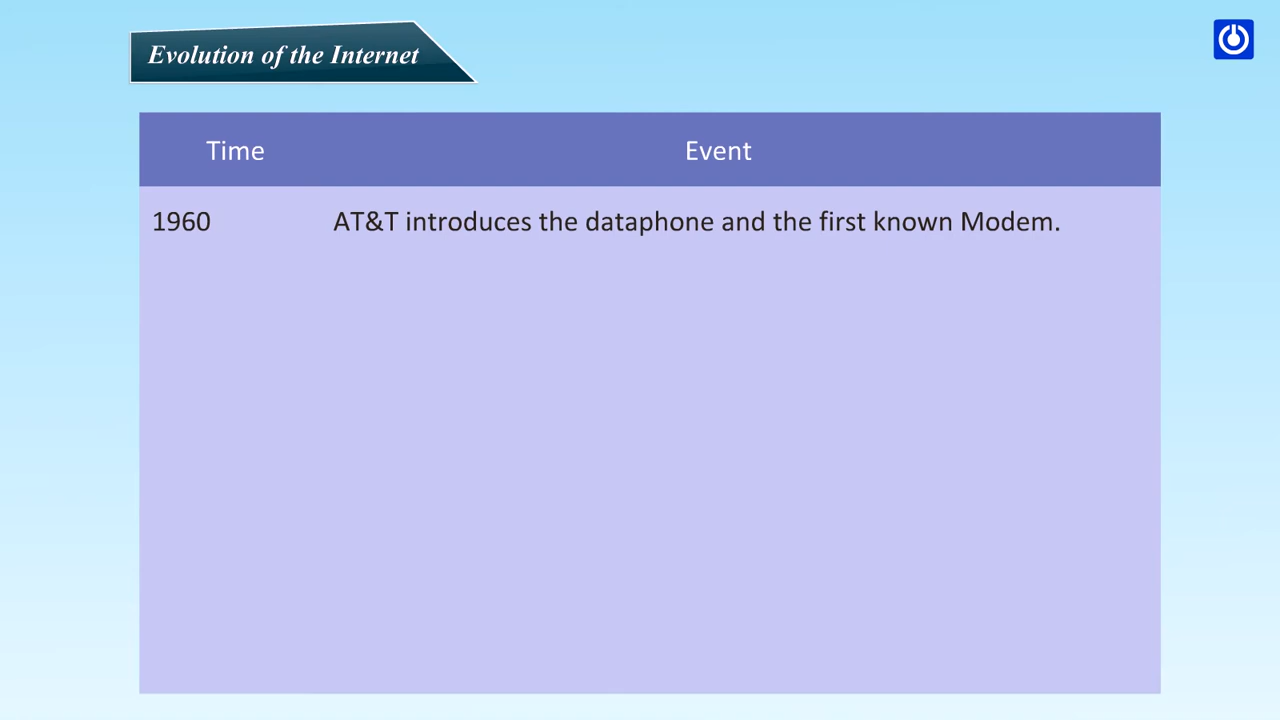 Evolution of the Internet
Time Event
1960 AT&T introduces the dataphone and the first known Modem.